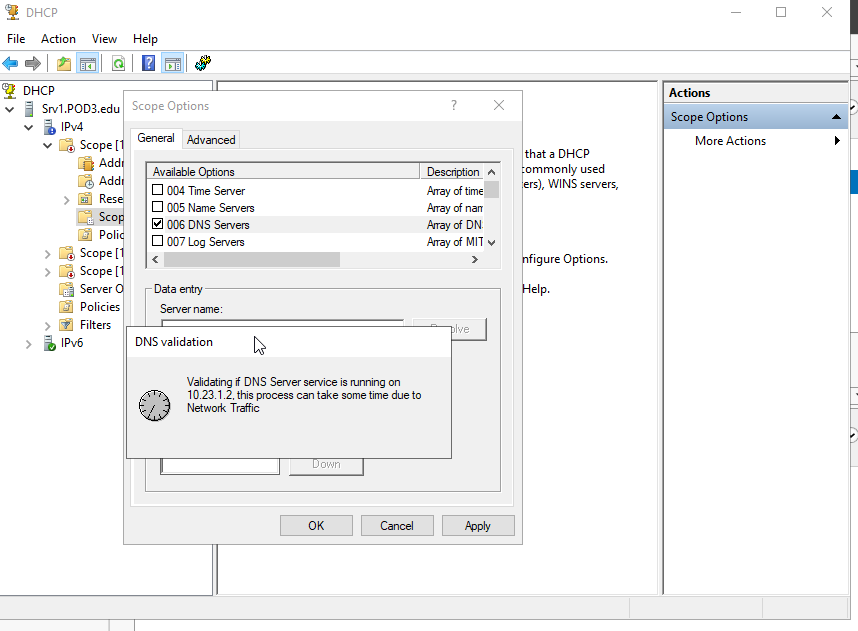 DHCP
File Action View Help
DHCP
Srv1.POD3.edu
IPv4
Scope [1
Addr
Addr
Rese
Scop
Polic
Scope [1
Scope [1
Server O
Policies
Filters
IPv6
Scope Options
?
General Advanced
Available Options Description
004 Time Server Array of time
005 Name Servers Array of nam
006 DNS Servers Array of DN
007 Log Servers Array of MIT
Data entry
Server name:
DNS validation
Validating if DNS Server service is running on
10.23.1.2, this process can take some time due to
Network Traffic
Down
OK Cancel Apply
that a DHCP
commonly used
ers), WINS servers,
nfigure Options.
Help.
Actions
Scope Options
More Actions